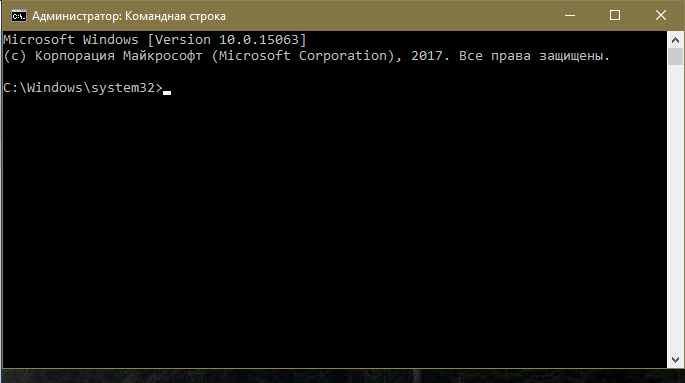 Администратор: Командная строка
Microsoft Windows [Version 10.0.15063]
(c) Корпорация Майкрософт (Microsoft Corporation), 2017. Все права защищены.
C:\Windows\system32>